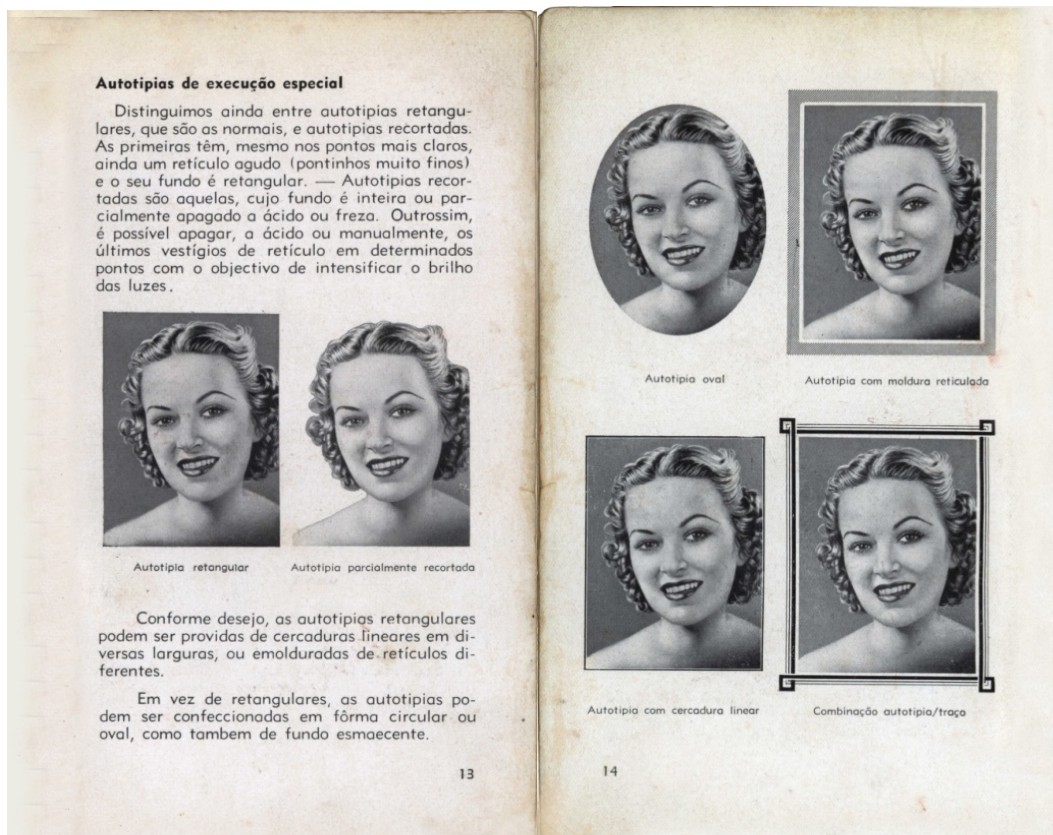 Autotipias de execução especial
Distinguimos ainda entre autotipias retangu-
lares, que são as normais, e autotipias recortadas.
As primeiras têm, mesmo nos pontos mais claros,
ainda um retículo agudo (pontinhos muito finos)
e o seu fundo é retangular. — Autotipias recor-
tadas são aquelas, cujo fundo é inteira ou par-
cialmente apagado a ácido ou freza. Outrossim,
é possível apagar, a ácido ou manualmente, os
últimos vestígios de retículo em determinados
pontos com o objectivo de intensificar o brilho
das luzes.
Autotipia retangular
Autotipia parcialmente recortada
Conforme desejo, as autotipias retangulares
podem ser providas de cercaduras lineares em di-
versas larguras, ou emolduradas de retículos di-
ferentes.
Em vez de retangulares, as autotipias po-
dem ser confeccionadas em fôrma circular ou
oval, como tambem de fundo esmaecente.
13
Autotipia oval
Autotipia com moldura reticulada
Autotipia com cercadura linear
Combinação autotipia/traço
14